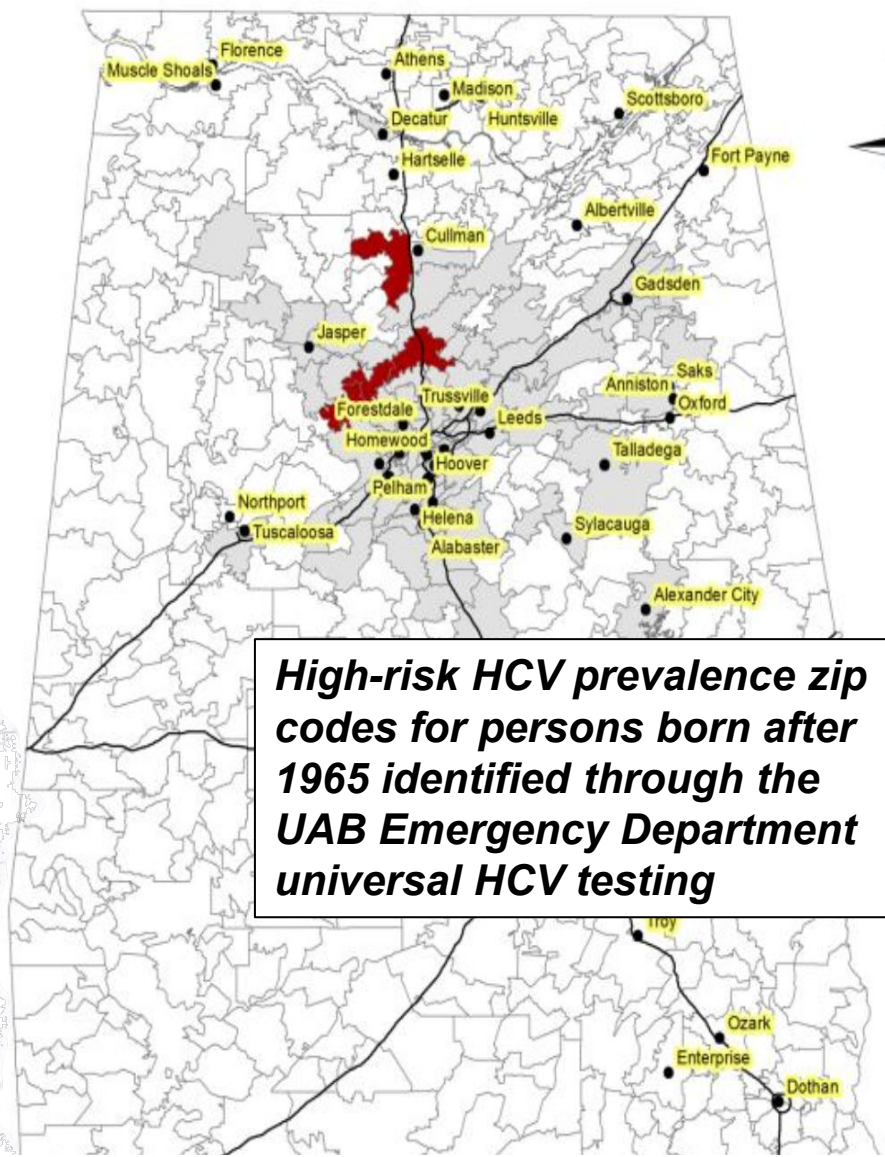 Florence
Athens
Muscle Shoals
Madison
Scottsboro
Huntsville
Decatur
Fort Payne
Hartselle
Albertville
Cullman
Gadsden
Jasper
Saks
Anniston
Trussville
Oxford
Forestdale
Leeds
Homewood
Talladega
Hoover
Pelham
Northport
Helena
Sylacauga
Tuscaloosa
Alabaster
Alexander City
High-risk HCV prevalence zip
codes for persons born after
1965 identified through the
UAB Emergency Department
universal HCV testing
Troy
Ozark
Enterprise
Dothan